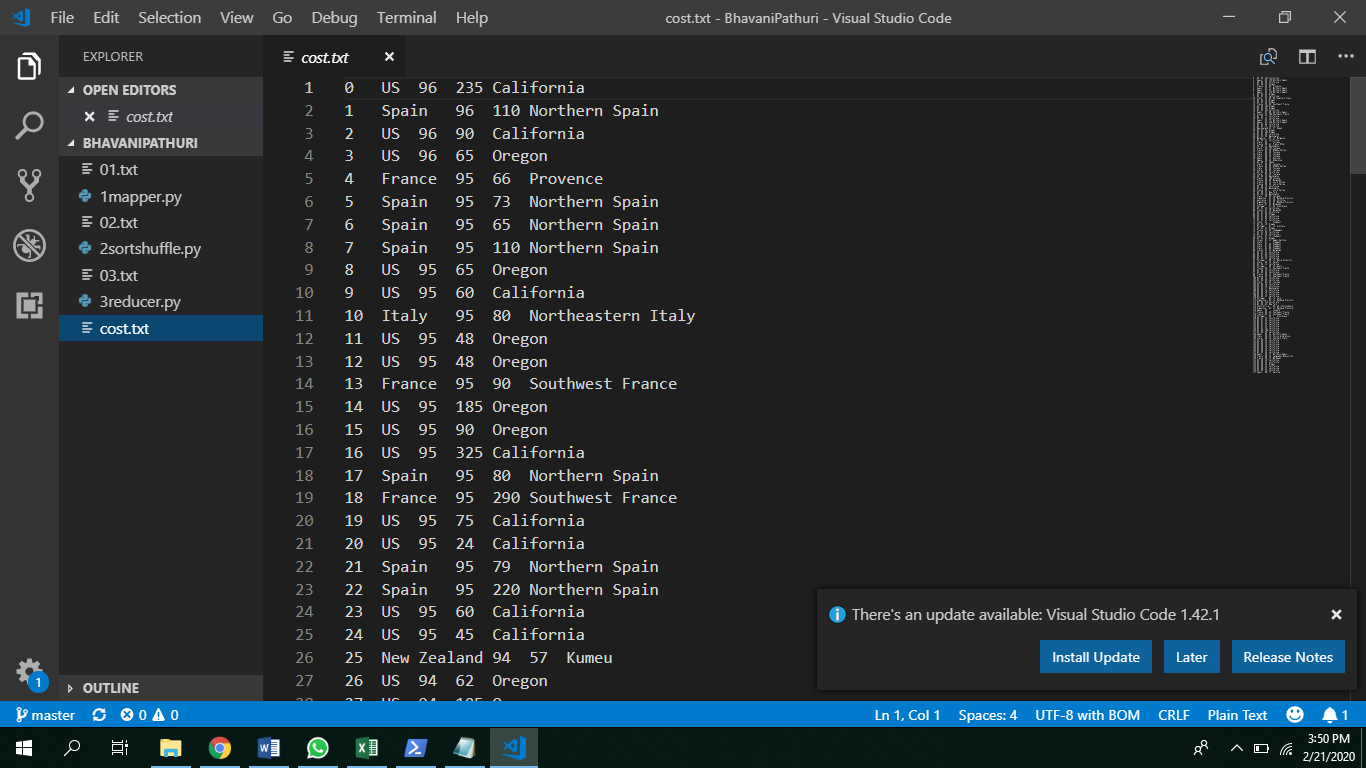 File Edit Selection View Go Debug Terminal Help cost.txt - BhavaniPathuri - Visual Studio Code
EXPLORER
OPEN EDITORS
cost.txt
BHAVANIPATHURI
01.txt
1mapper.py
02.txt
2sortshuffle.py
03.txt
3reducer.py
cost.txt
OUTLINE
1
cost.txt
1 0 US 96 235 California
2 1 Spain 96 110 Northern Spain
3 2 US 96 90 California
4 3 US 96 65 Oregon
5 4 France 95 66 Provence
6 5 Spain 95 73 Northern Spain
7 6 Spain 95 65 Northern Spain
8 7 Spain 95 110 Northern Spain
9 8 US 95 65 Oregon
10 9 US 95 60 California
11 10 Italy 95 80 Northeastern Italy
12 11 US 95 48 Oregon
13 12 US 95 48 Oregon
14 13 France 95 90 Southwest France
15 14 US 95 185 Oregon
16 15 US 95 90 Oregon
17 16 US 95 325 California
18 17 Spain 95 80 Northern Spain
19 18 France 95 290 Southwest France
20 19 US 95 75 California
21 20 US 95 24 California
22 21 Spain 95 79 Northern Spain
23 22 Spain 95 220 Northern Spain
24 23 US 95 60 California
25 24 US 95 45 California
26 25 New Zealand 94 57 Kumeu
27 26 US 94 62 Oregon
There's an update available: Visual Studio Code 1.42.1
Install Update Later Release Notes
master 0 0 Ln 1, Col 1 Spaces: 4 UTF-8 with BOM CRLF Plain Text 1
3:50 PM
2/21/2020